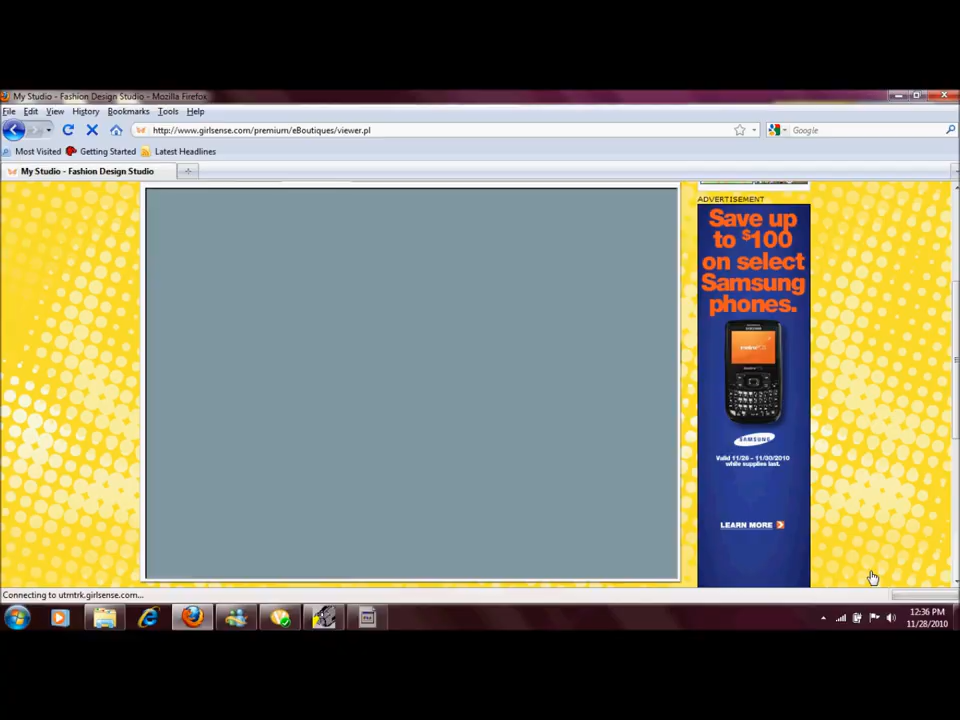 My Studio - Fashion Design Studio - Mozilla Firefox
File Edit View History Bookmarks Tools Help
http://www.girlsense.com/premium/eBoutiques/viewer.pl
Google
Most Visited Getting Started Latest Headlines
My Studio - Fashion Design Studio
ADVERTISEMENT
Save up
to $100
on select
Samsung
phones.
SAMSUNG
Valid 11/26 - 11/30/2010
while supplies last.
LEARN MORE
Connecting to utmtrk.girlsense.com...
12:36 PM
11/28/2010